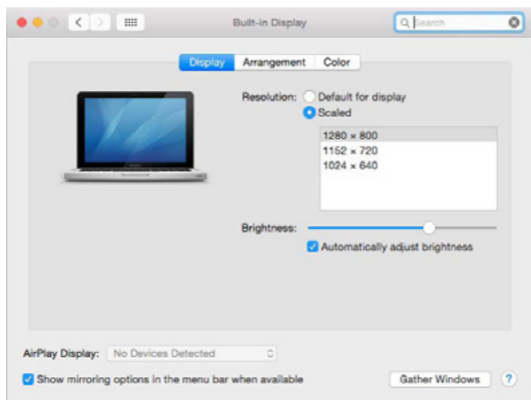 Built-in Display
Search
Display Arrangement Color
Resolution: Default for display
Scaled
1280 × 800
1152 × 720
1024 × 640
Brightness:
Automatically adjust brightness
AirPlay Display: No Devices Detected
Show mirroring options in the menu bar when available
Gather Windows ?